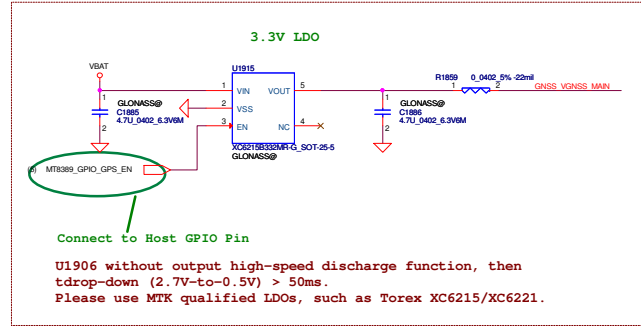 3.3V LDO
VBAT
U1915
R1859
0_0402_5% -22mil
1
VIN
VOUT
5
1
2
GNSS_VGNSS_MAIN
1
GLONASS@
C1885
4.7U_0402_6.3V6M
2
2
VSS
3
EN
NC
4
1
GLONASS@
C1886
4.7U_0402_6.3V6M
2
XC6215B332MR-G_SOT-25-5
GLONASS@
MT8389_GPIO_GPS_EN
Connect to Host GPIO Pin
U1906 without output high-speed discharge function, then
tdrop-down (2.7V-to-0.5V) > 50ms.
Please use MTK qualified LDOs, such as Torex XC6215/XC6221.